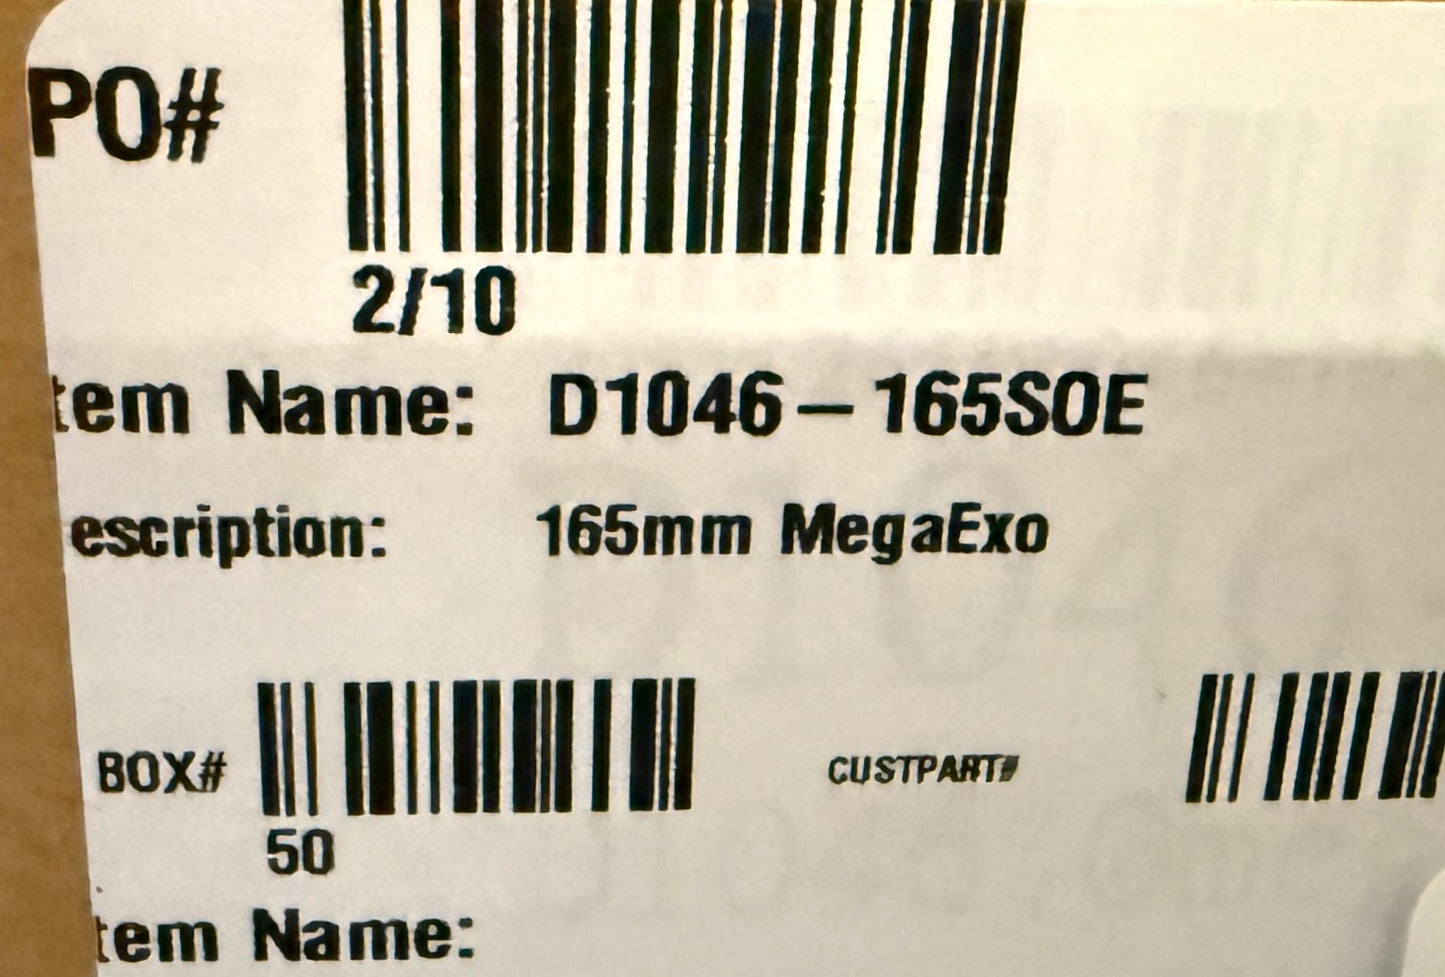 PO#
2/10
tem Name: D1046-165SOE
escription: 165mm MegaExo
BOX#
50
CUSTPART#
tem Name: